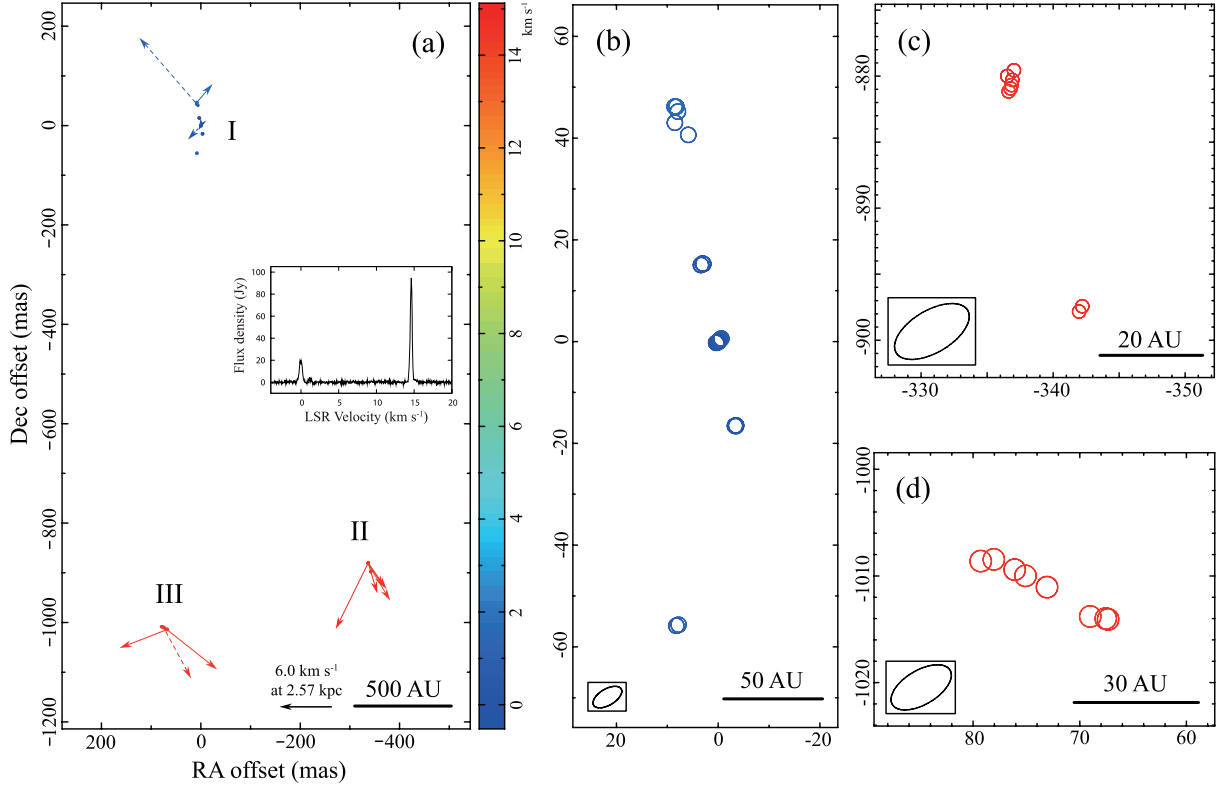 (a)
I
II
III
200
0
-200
-400
-600
-800
-1000
-1200
Dec offset (mas)
200
0
-200
-400
RA offset (mas)
100
80
60
40
20
0
Flux density (Jy)
0
5
10
15
20
LSR Velocity (km s⁻¹)
6.0 km s⁻¹
at 2.57 kpc
500 AU
km s⁻¹
14
12
10
8
6
4
2
0
(b)
60
40
20
0
-20
-40
-60
20
0
-20
50 AU
(c)
-880
-890
-900
-330
-340
-350
20 AU
(d)
-1000
-1010
-1020
80
70
60
30 AU